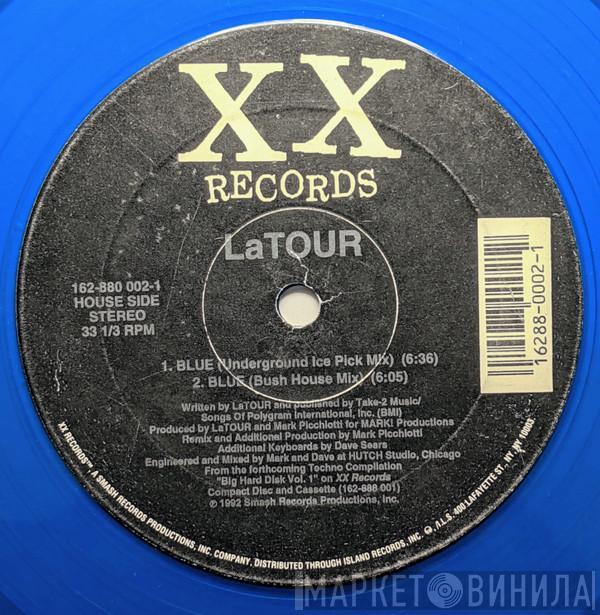 XX
RECORDS
LaTOUR
162-880 002-1
HOUSE SIDE
STEREO
33 1/3 RPM
16288-0002-1
1. BLUE (Underground Ice Pick Mix) (6:36)
2. BLUE (Bush House Mix) (6:05)
Written by LaTOUR and published by Take-2 Music/
Songs Of Polygram International, Inc. (BMI)
Produced by LaTOUR and Mark Picchiotti for MARK! Productions
Remix and Additional Production by Mark Picchiotti
Additional Keyboards by Dave Sears
Engineered and Mixed by Mark and Dave at HUTCH Studio, Chicago
From the forthcoming Techno Compilation
"Big Hard Disk Vol. 1" on XX Records
Compact Disc and Cassette (162-888 001)
℗ 1992 Smash Records Productions, Inc.
XX RECORDS™, A SMASH RECORDS PRODUCTIONS, INC. COMPANY, DISTRIBUTED THROUGH ISLAND RECORDS, INC. A.L.S. 400 LAFAYETTE ST, NY, NY 10003
МАРКЕТ ВИНИЛА